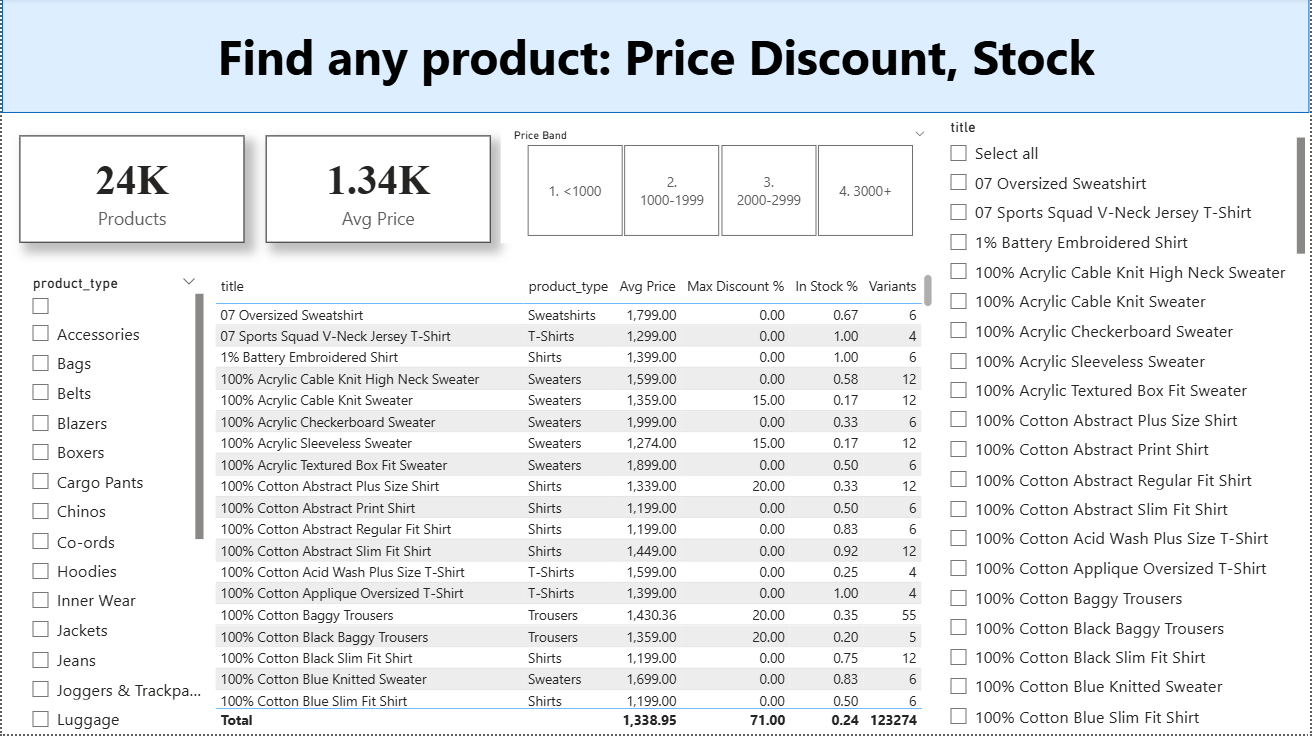 Find any product: Price Discount, Stock
24K
Products
1.34K
Avg Price
Price Band
1. <1000
2.
1000-1999
3.
2000-2999
4. 3000+
product_type
Accessories
Bags
Belts
Blazers
Boxers
Cargo Pants
Chinos
Co-ords
Hoodies
Inner Wear
Jackets
Jeans
Joggers & Trackpa...
Luggage
title product_type Avg Price Max Discount % In Stock % Variants
07 Oversized Sweatshirt Sweatshirts 1,799.00 0.00 0.67 6
07 Sports Squad V-Neck Jersey T-Shirt T-Shirts 1,299.00 0.00 1.00 4
1% Battery Embroidered Shirt Shirts 1,399.00 0.00 1.00 6
100% Acrylic Cable Knit High Neck Sweater Sweaters 1,599.00 0.00 0.58 12
100% Acrylic Cable Knit Sweater Sweaters 1,359.00 15.00 0.17 12
100% Acrylic Checkerboard Sweater Sweaters 1,999.00 0.00 0.33 6
100% Acrylic Sleeveless Sweater Sweaters 1,274.00 15.00 0.17 12
100% Acrylic Textured Box Fit Sweater Sweaters 1,899.00 0.00 0.50 6
100% Cotton Abstract Plus Size Shirt Shirts 1,339.00 20.00 0.33 12
100% Cotton Abstract Print Shirt Shirts 1,199.00 0.00 0.50 6
100% Cotton Abstract Regular Fit Shirt Shirts 1,199.00 0.00 0.83 6
100% Cotton Abstract Slim Fit Shirt Shirts 1,449.00 0.00 0.92 12
100% Cotton Acid Wash Plus Size T-Shirt T-Shirts 1,599.00 0.00 0.25 4
100% Cotton Applique Oversized T-Shirt T-Shirts 1,399.00 0.00 1.00 4
100% Cotton Baggy Trousers Trousers 1,430.36 20.00 0.35 55
100% Cotton Black Baggy Trousers Trousers 1,359.00 20.00 0.20 5
100% Cotton Black Slim Fit Shirt Shirts 1,199.00 0.00 0.75 12
100% Cotton Blue Knitted Sweater Sweaters 1,699.00 0.00 0.83 6
100% Cotton Blue Slim Fit Shirt Shirts 1,199.00 0.00 0.50 6
Total 1,338.95 71.00 0.24 123274
title
Select all
07 Oversized Sweatshirt
07 Sports Squad V-Neck Jersey T-Shirt
1% Battery Embroidered Shirt
100% Acrylic Cable Knit High Neck Sweater
100% Acrylic Cable Knit Sweater
100% Acrylic Checkerboard Sweater
100% Acrylic Sleeveless Sweater
100% Acrylic Textured Box Fit Sweater
100% Cotton Abstract Plus Size Shirt
100% Cotton Abstract Print Shirt
100% Cotton Abstract Regular Fit Shirt
100% Cotton Abstract Slim Fit Shirt
100% Cotton Acid Wash Plus Size T-Shirt
100% Cotton Applique Oversized T-Shirt
100% Cotton Baggy Trousers
100% Cotton Black Baggy Trousers
100% Cotton Black Slim Fit Shirt
100% Cotton Blue Knitted Sweater
100% Cotton Blue Slim Fit Shirt